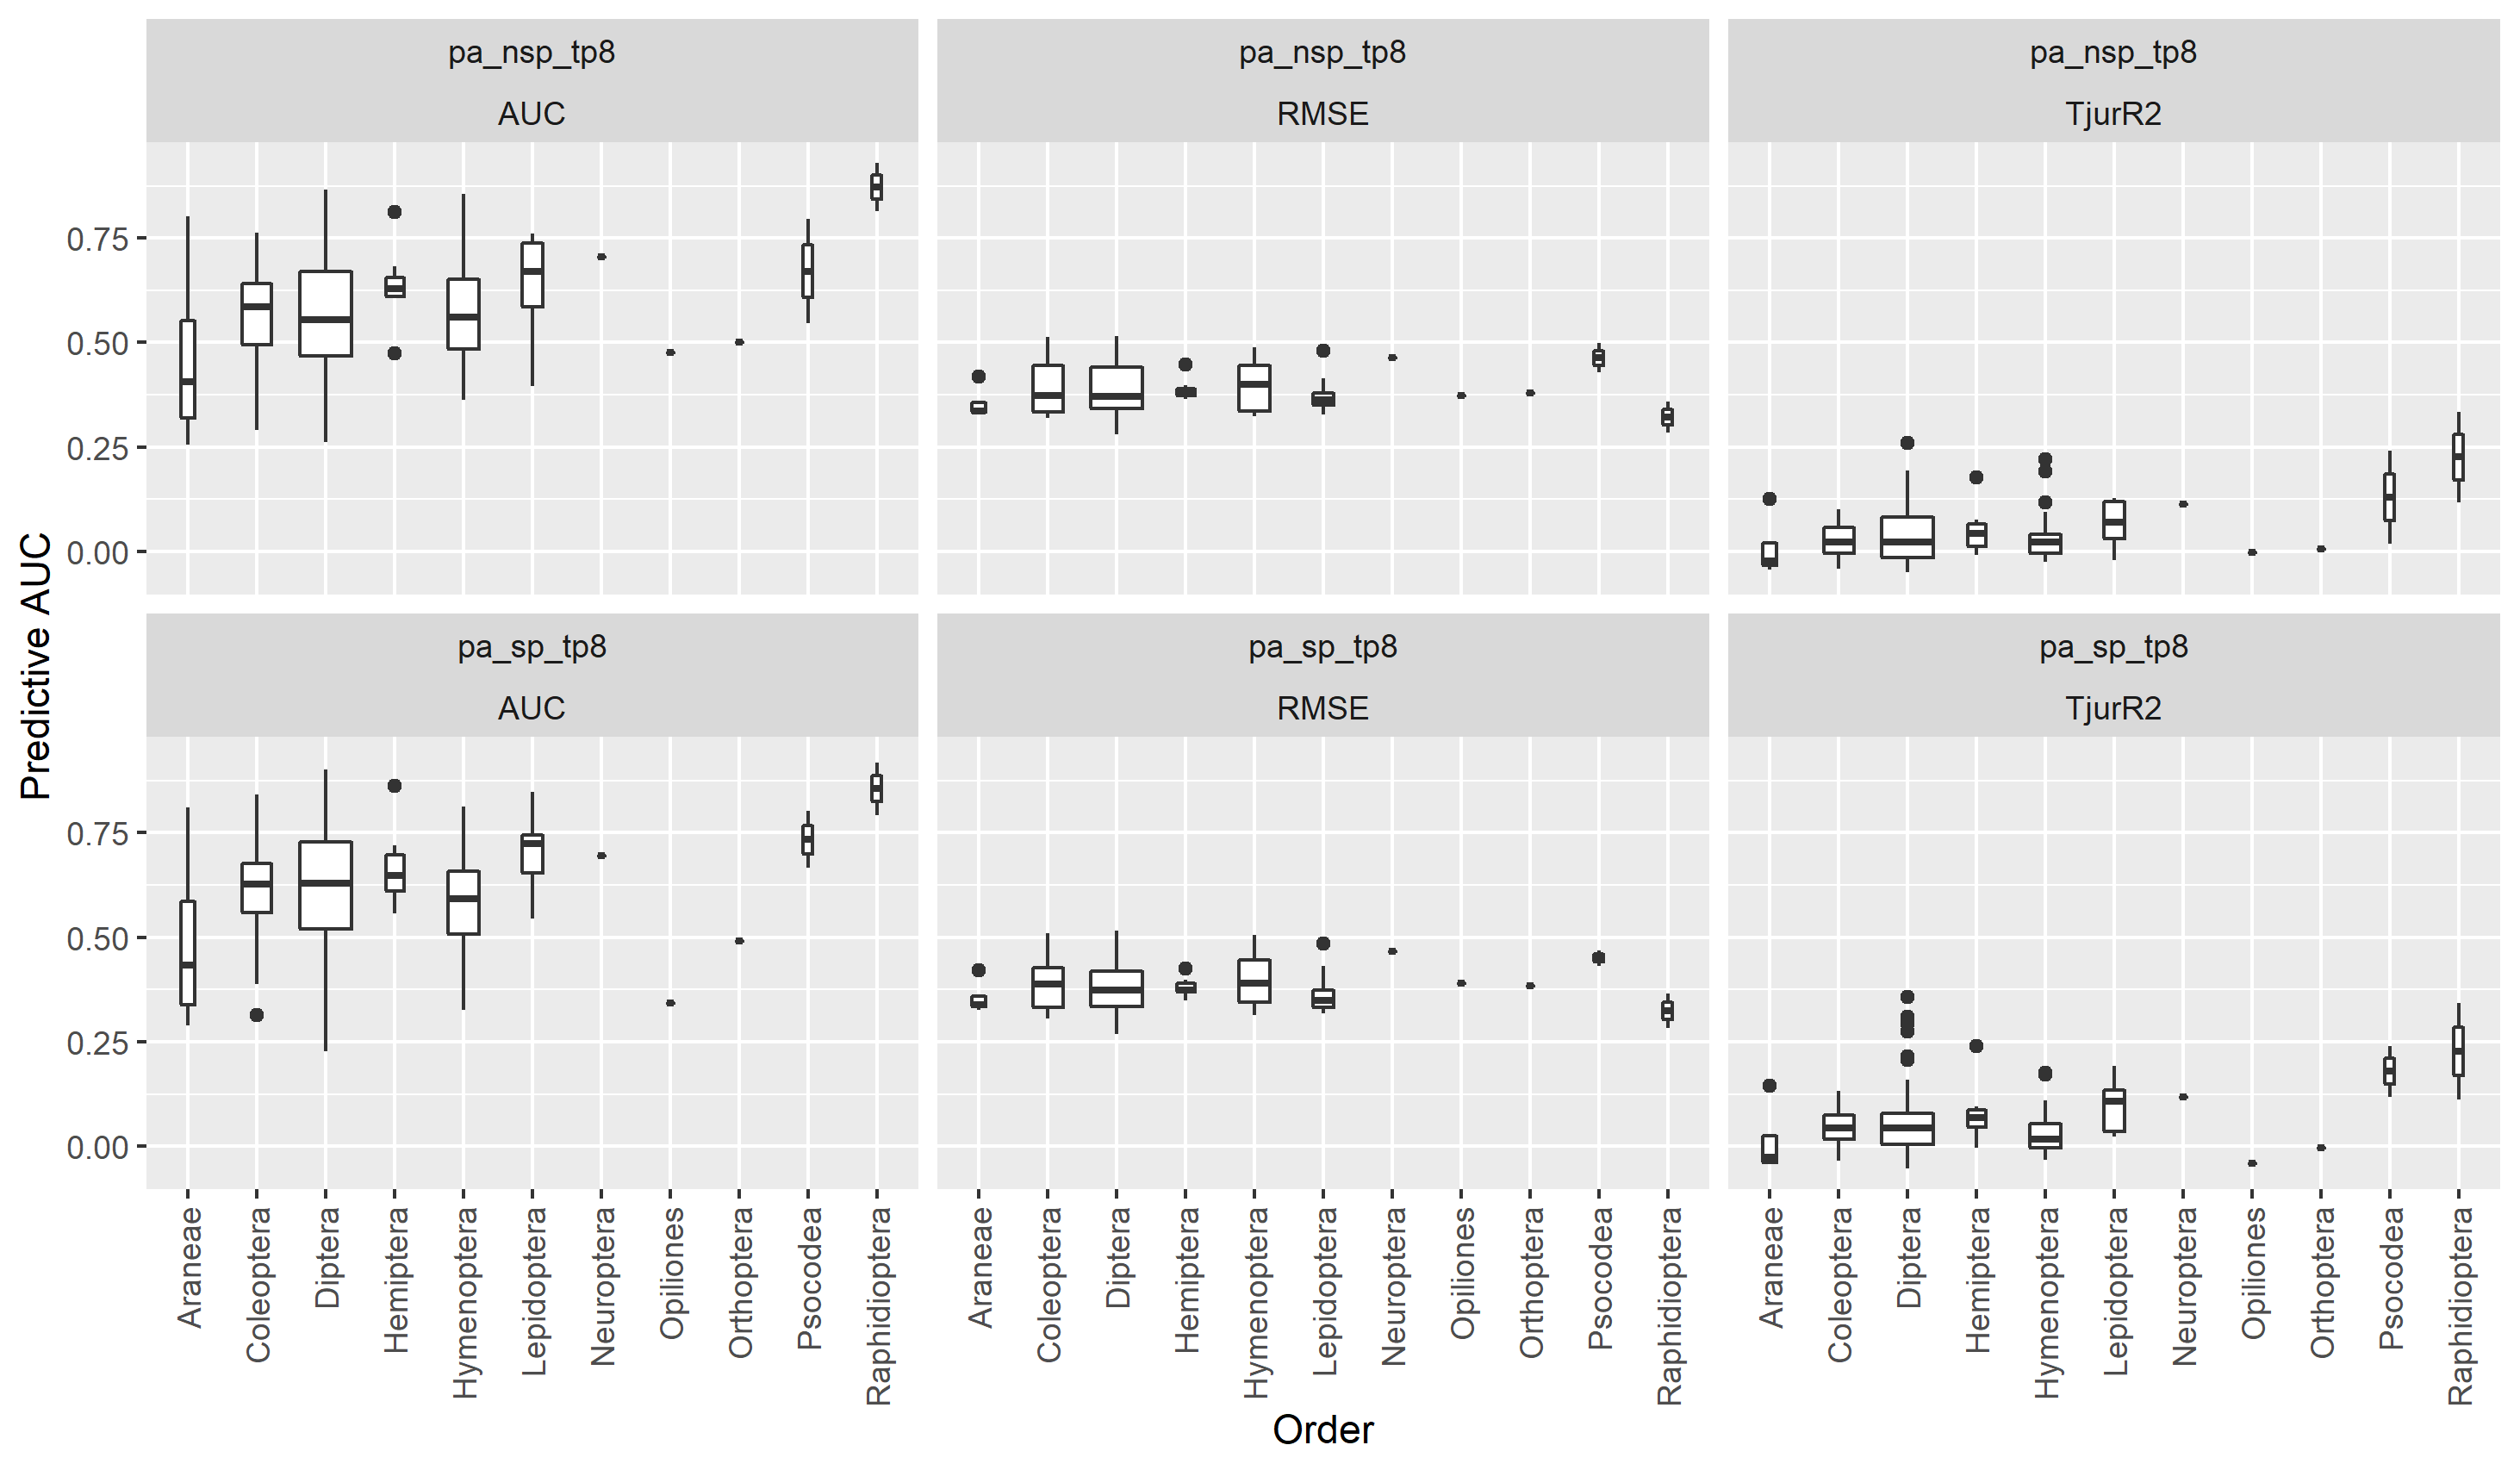 pa_nsp_tp8
pa_nsp_tp8
pa_nsp_tp8
AUC
RMSE
TjurR2
0.75
0.50
0.25
0.00
Predictive AUC
pa_sp_tp8
pa_sp_tp8
pa_sp_tp8
AUC
RMSE
TjurR2
0.75
0.50
0.25
0.00
Araneae
Coleoptera
Diptera
Hemiptera
Hymenoptera
Lepidoptera
Neuroptera
Opiliones
Orthoptera
Psocodea
Raphidioptera
Araneae
Coleoptera
Diptera
Hemiptera
Hymenoptera
Lepidoptera
Neuroptera
Opiliones
Orthoptera
Psocodea
Raphidioptera
Araneae
Coleoptera
Diptera
Hemiptera
Hymenoptera
Lepidoptera
Neuroptera
Opiliones
Orthoptera
Psocodea
Raphidioptera
Order